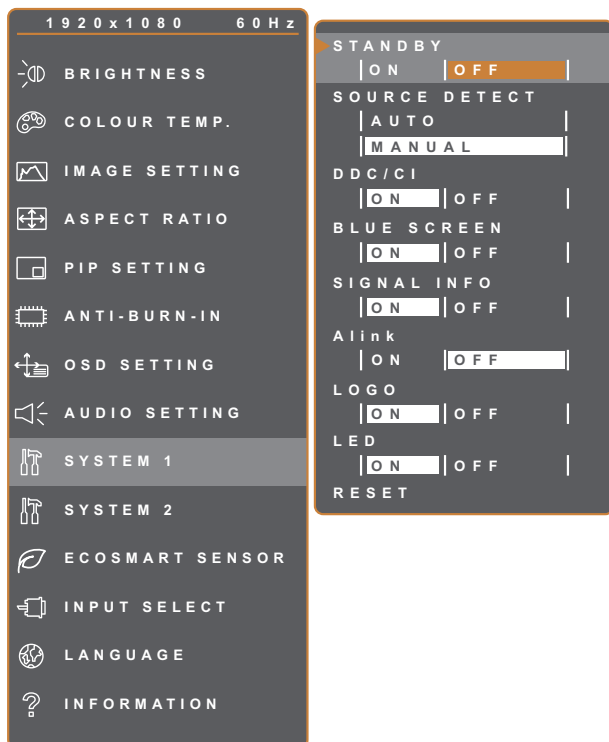 1920x1080 60Hz
BRIGHTNESS
COLOUR TEMP.
IMAGE SETTING
ASPECT RATIO
PIP SETTING
ANTI-BURN-IN
OSD SETTING
AUDIO SETTING
SYSTEM 1
SYSTEM 2
ECOSMART SENSOR
INPUT SELECT
LANGUAGE
INFORMATION
STANDBY
ON OFF
SOURCE DETECT
AUTO
MANUAL
DDC/CI
ON OFF
BLUE SCREEN
ON OFF
SIGNAL INFO
ON OFF
Alink
ON OFF
LOGO
ON OFF
LED
ON OFF
RESET